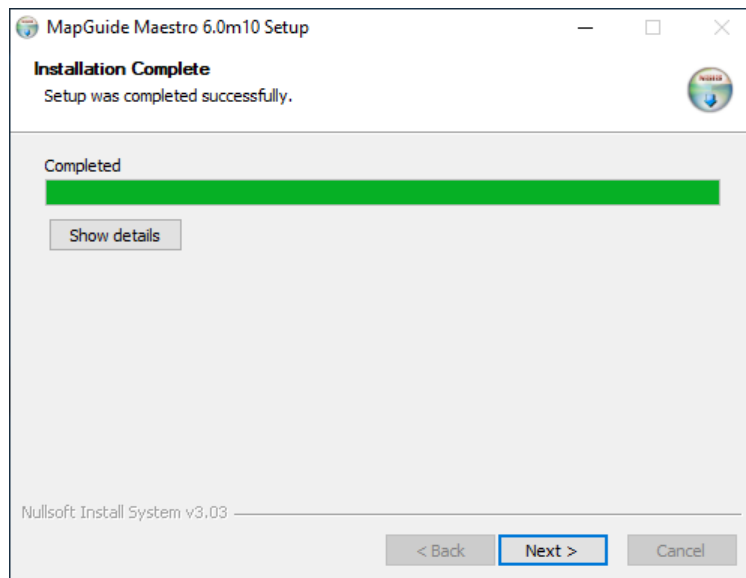 MapGuide Maestro 6.0m10 Setup
Installation Complete
Setup was completed successfully.
Completed
Show details
Nullsoft Install System v3.03
< Back Next > Cancel